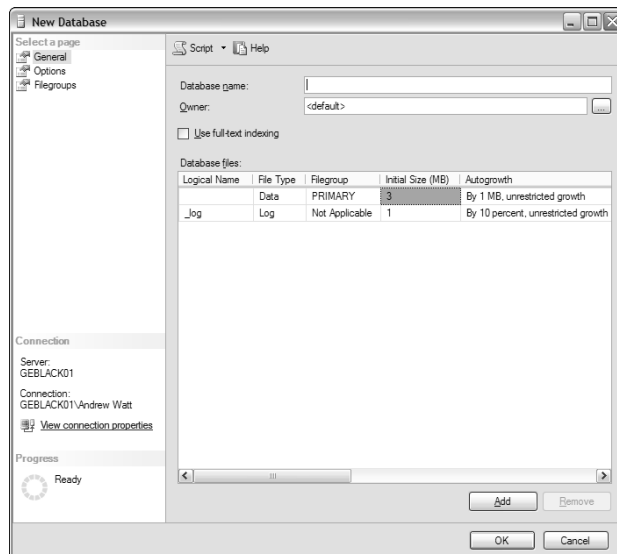 New Database
Select a page
General
Options
Filegroups
Script Help
Database name:
Owner: <default> ...
Use full-text indexing
Database files:
Logical Name File Type Filegroup Initial Size (MB) Autogrowth
Data PRIMARY 3 By 1 MB, unrestricted growth
_log Log Not Applicable 1 By 10 percent, unrestricted growth
Connection
Server:
GEBLACK01
Connection:
GEBLACK01\Andrew Watt
View connection properties
Progress
Ready
Add Remove
OK Cancel